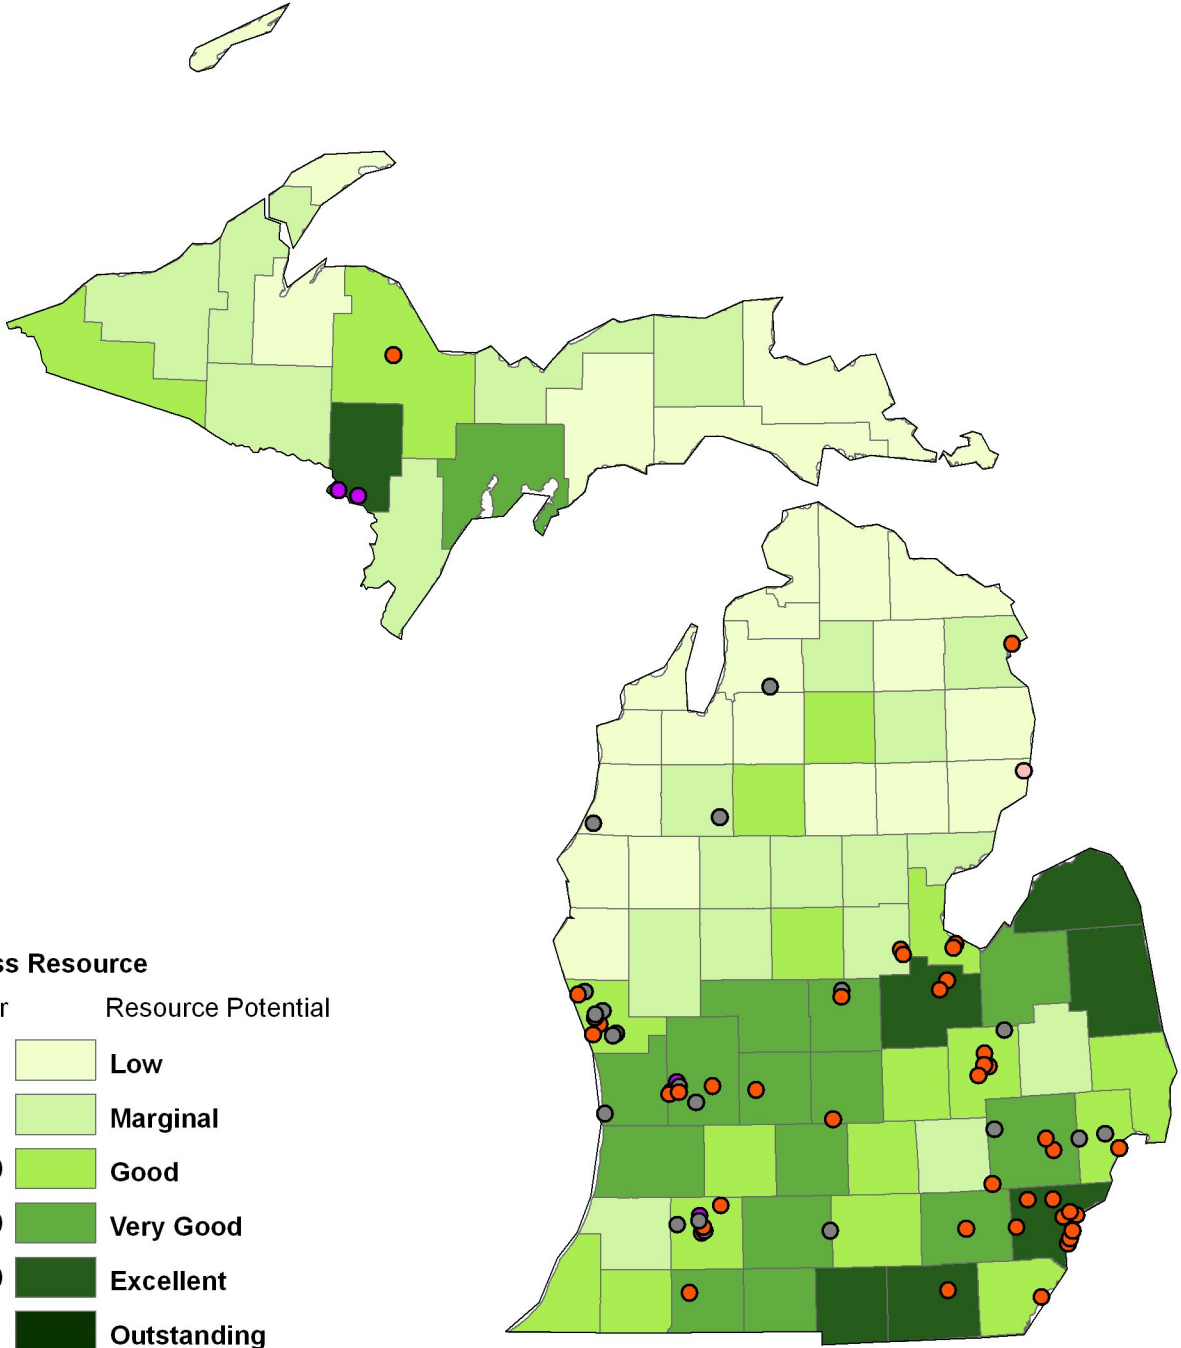 ss Resource
r Resource Potential
Low
Marginal
Good
Very Good
Excellent
Outstanding